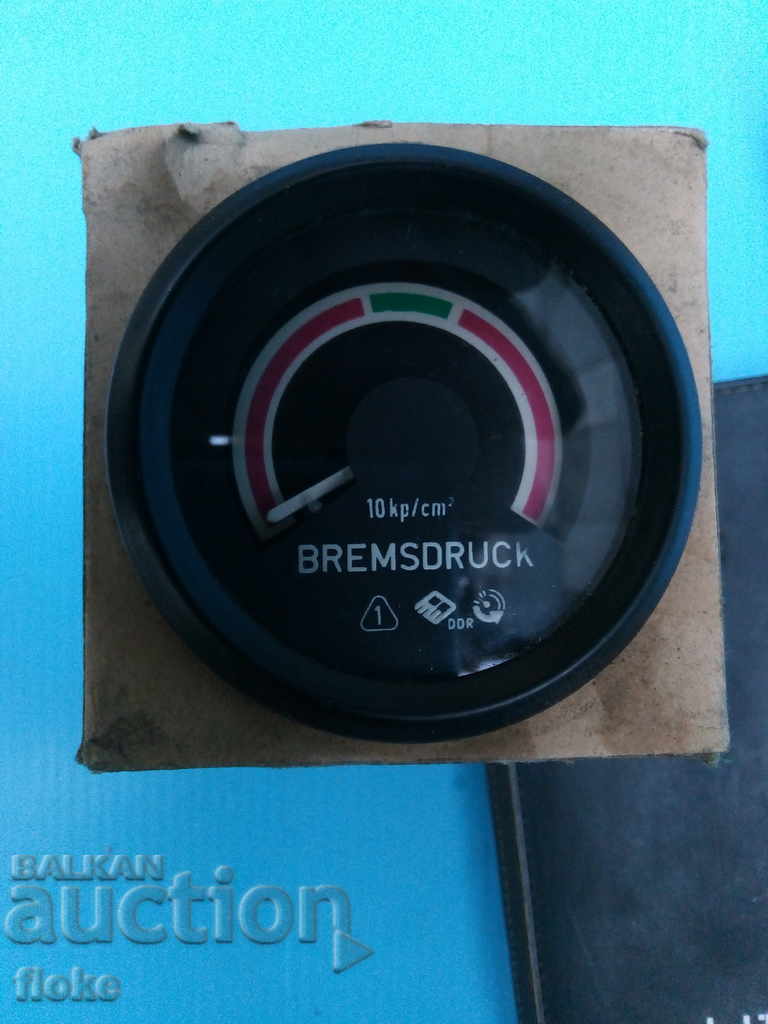 10 kp/cm²
BREMSDRUCK
1
DDR
BALKAN
auction
floke